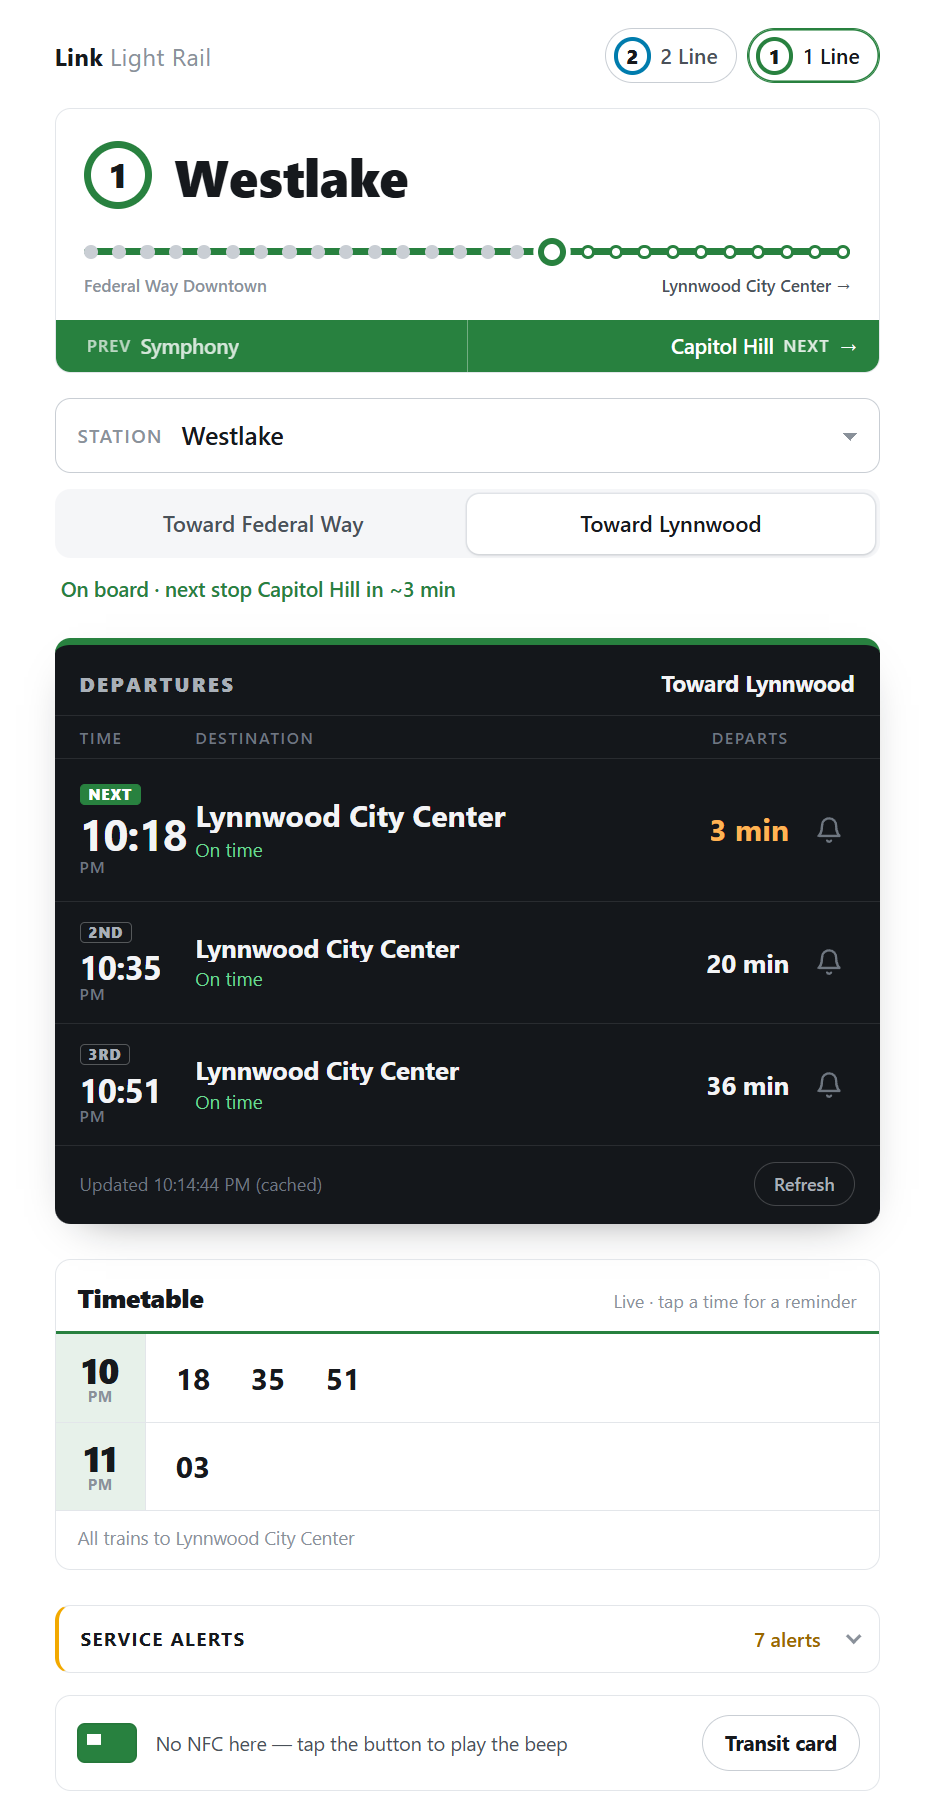 Link Light Rail
2 2 Line
1 1 Line
1 Westlake
Federal Way Downtown
Lynnwood City Center →
PREV Symphony
Capitol Hill NEXT →
STATION Westlake
Toward Federal Way
Toward Lynnwood
On board · next stop Capitol Hill in ~3 min
DEPARTURES
Toward Lynnwood
TIME DESTINATION DEPARTS
NEXT
10:18 PM
Lynnwood City Center
On time
3 min
2ND
10:35 PM
Lynnwood City Center
On time
20 min
3RD
10:51 PM
Lynnwood City Center
On time
36 min
Updated 10:14:44 PM (cached)
Refresh
Timetable
Live · tap a time for a reminder
10 PM 18 35 51
11 PM 03
All trains to Lynnwood City Center
SERVICE ALERTS
7 alerts
No NFC here — tap the button to play the beep
Transit card